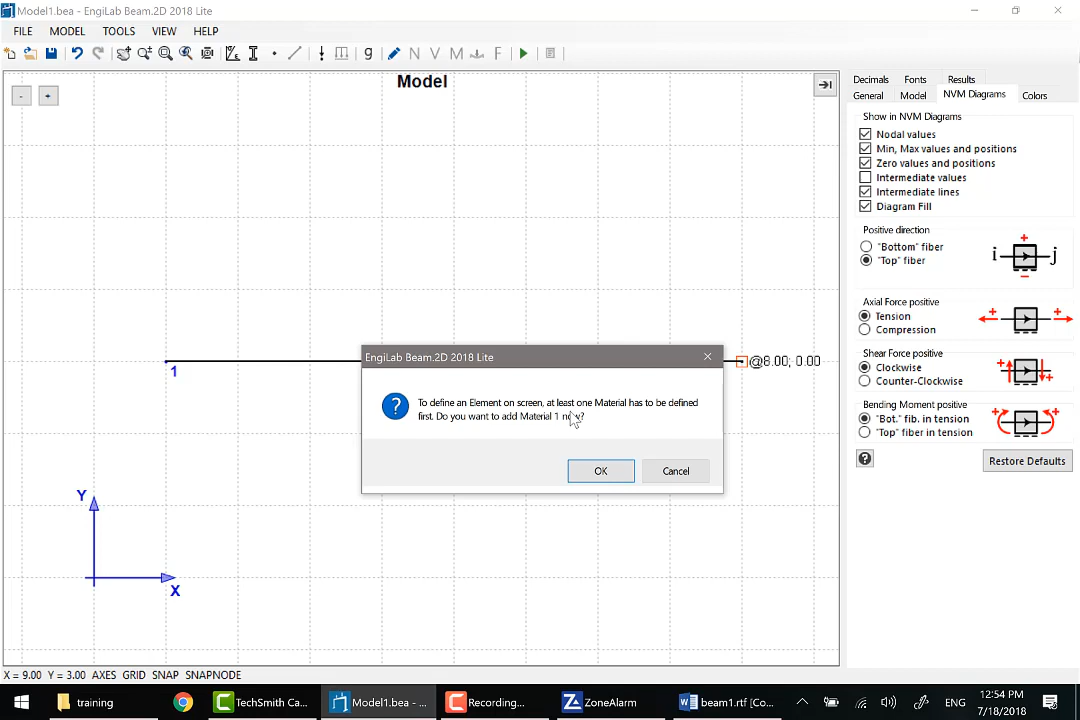 Model1.bea - EngiLab Beam.2D 2018 Lite
FILE MODEL TOOLS VIEW HELP
g N V M F
Model
- +
1
@8.00; 0.00
Y
X
EngiLab Beam.2D 2018 Lite
To define an Element on screen, at least one Material has to be defined
first. Do you want to add Material 1 now?
OK Cancel
Decimals Fonts Results
General Model NVM Diagrams Colors
Show in NVM Diagrams
Nodal values
Min, Max values and positions
Zero values and positions
Intermediate values
Intermediate lines
Diagram Fill
Positive direction
"Bottom" fiber
"Top" fiber
+
i j
−
Axial Force positive
Tension
Compression
+ +
Shear Force positive
Clockwise
Counter-Clockwise
+ +
Bending Moment positive
"Bot." fib. in tension
"Top" fiber in tension
+ +
? Restore Defaults
X = 9.00 Y = 3.00 AXES GRID SNAP SNAPNODE
training TechSmith Ca... Model1.bea - ... Recording... ZoneAlarm beam1.rtf [Co... ENG 12:54 PM
7/18/2018